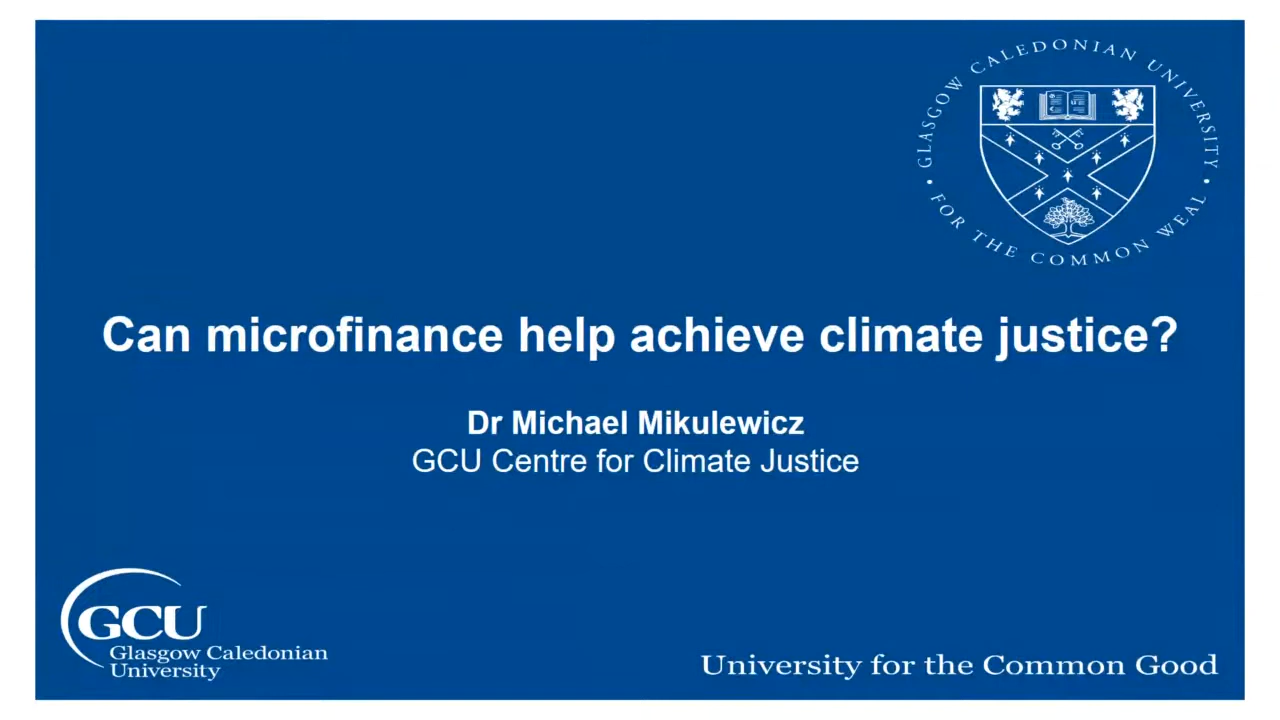 GLASGOW CALEDONIAN UNIVERSITY
• FOR THE COMMON WEAL •
Can microfinance help achieve climate justice?
Dr Michael Mikulewicz
GCU Centre for Climate Justice
GCU
Glasgow Caledonian
University
University for the Common Good